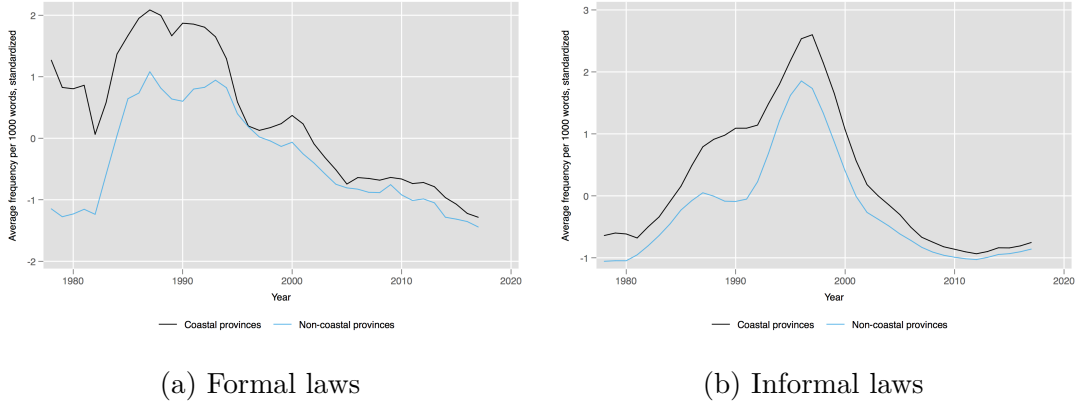 Average frequency per 1000 words, standardized
2
1
0
-1
-2
1980
1990
2000
2010
2020
Year
Coastal provinces
Non-coastal provinces
(a) Formal laws
Average frequency per 1000 words, standardized
3
2
1
0
-1
1980
1990
2000
2010
2020
Year
Coastal provinces
Non-coastal provinces
(b) Informal laws